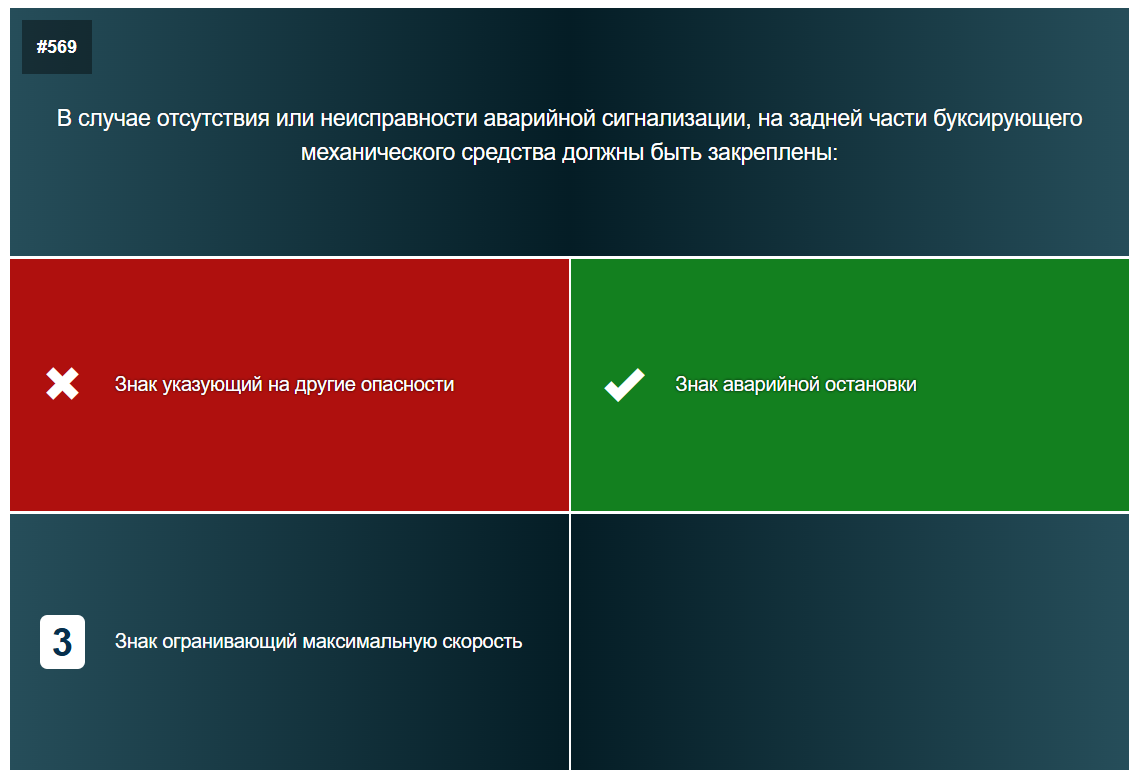 #569
В случае отсутствия или неисправности аварийной сигнализации, на задней части буксирующего
механического средства должны быть закреплены:
Знак указующий на другие опасности
Знак аварийной остановки
3
Знак огранивающий максимальную скорость